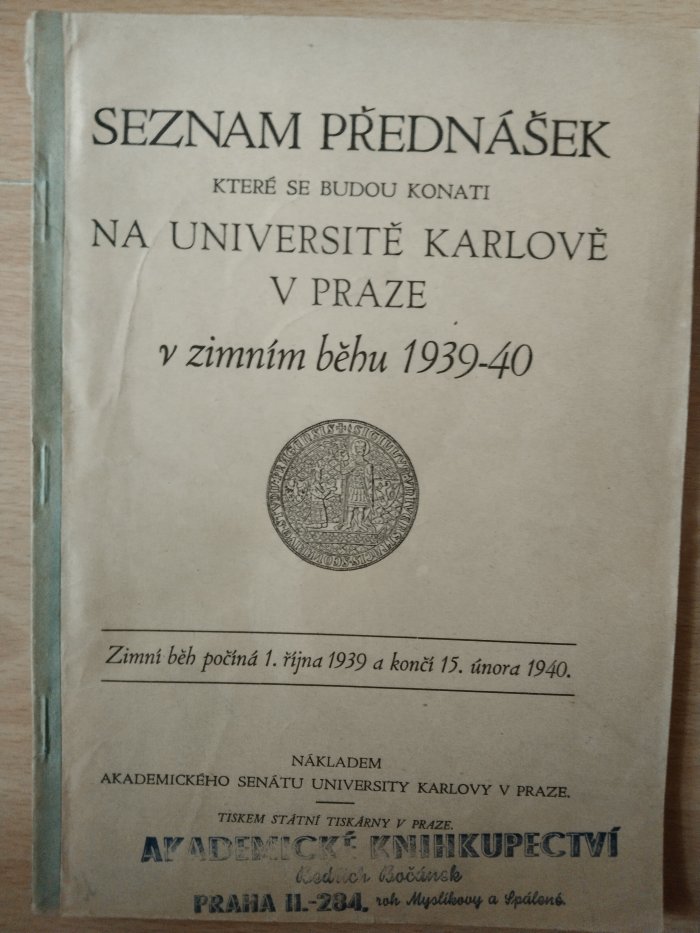 SEZNAM PŘEDNÁŠEK
KTERÉ SE BUDOU KONATI
NA UNIVERSITĚ KARLOVĚ
V PRAZE
v zimním běhu 1939-40
Zimní běh počíná 1. října 1939 a končí 15. února 1940.
NÁKLADEM
AKADEMICKÉHO SENÁTU UNIVERSITY KARLOVY V PRAZE.
TISKEM STÁTNÍ TISKÁRNY V PRAZE.
AKADEMICKÉ KNIHKUPECTVÍ
Bedřich Bočánek
PRAHA II.-284. roh Myslíkovy a Spálené.